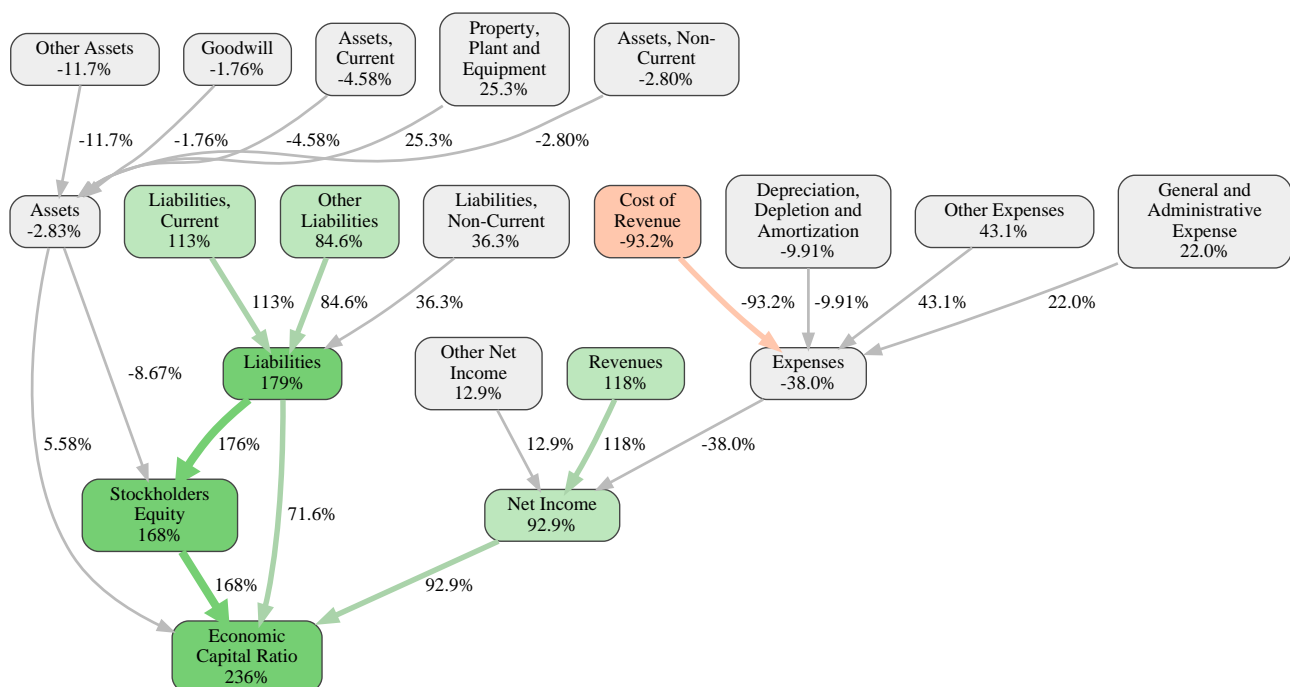 Other Assets
-11.7%
Goodwill
-1.76%
Assets,
Current
-4.58%
Property,
Plant and
Equipment
25.3%
Assets, Non-
Current
-2.80%
-11.7%
-1.76%
-4.58%
25.3%
-2.80%
Assets
-2.83%
Liabilities,
Current
113%
Other
Liabilities
84.6%
Liabilities,
Non-Current
36.3%
Cost of
Revenue
-93.2%
Depreciation,
Depletion and
Amortization
-9.91%
Other Expenses
43.1%
General and
Administrative
Expense
22.0%
113%
84.6%
36.3%
-93.2%
-9.91%
43.1%
22.0%
Liabilities
179%
Other Net
Income
12.9%
Revenues
118%
Expenses
-38.0%
-8.67%
5.58%
176%
12.9%
118%
-38.0%
Stockholders
Equity
168%
71.6%
Net Income
92.9%
168%
92.9%
Economic
Capital Ratio
236%